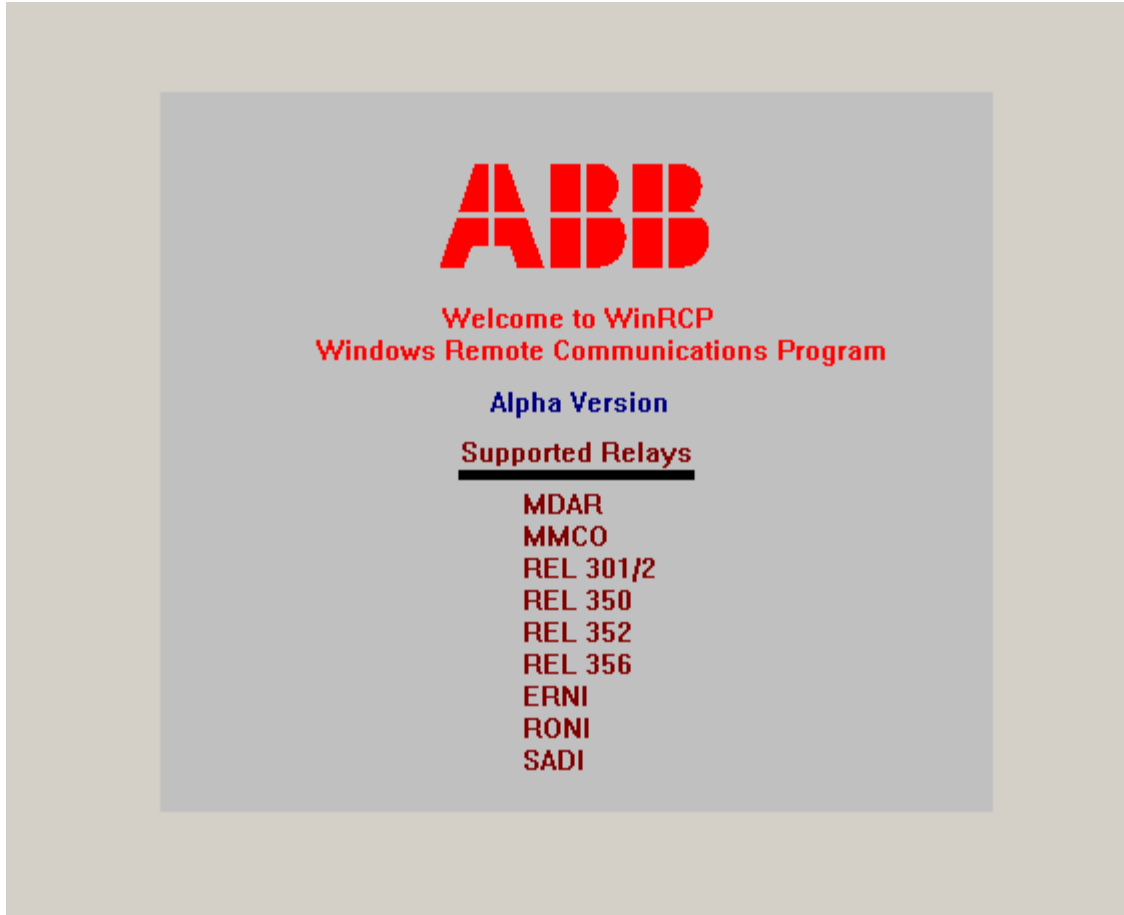 ABB
Welcome to WinRCP
Windows Remote Communications Program
Alpha Version
Supported Relays
MDAR
MMCO
REL 301/2
REL 350
REL 352
REL 356
ERNI
RONI
SADI